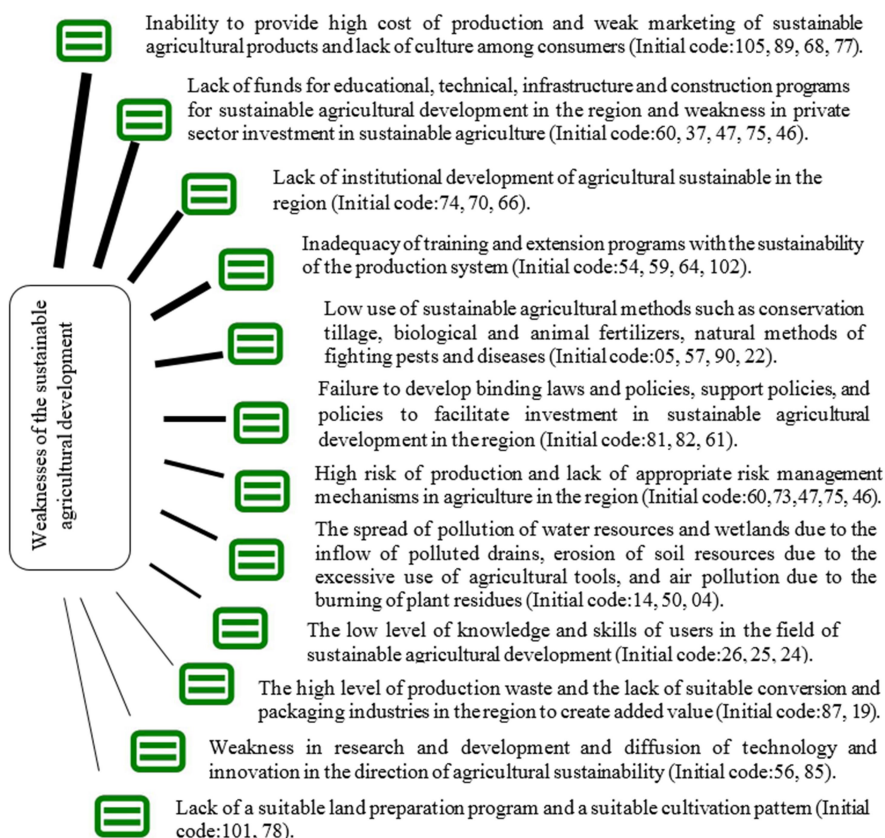 Inability to provide high cost of production and weak marketing of sustainable
agricultural products and lack of culture among consumers (Initial code:105, 89, 68, 77)
Lack of funds for educational, technical, infrastructure and construction programs
for sustainable agricultural development in the region and weakness in private
sector investment in sustainable agriculture (Initial code:60, 37, 47, 75, 46).
Lack of institutional development of agricultural sustainable in the
region (Initial code:74, 70, 66).
Inadequacy of training and extension programs with the sustainability
of the production system (Initial code:54, 59, 64, 102).
Weaknesses of the sustainable
agricultural development
Low use of sustainable agricultural methods such as conservation
tillage, biological and animal fertilizers, natural methods of
fighting pests and diseases (Initial code:05, 57, 90, 22).
Failure to develop binding laws and policies, support policies, and
policies to facilitate investment in sustainable agricultural
development in the region (Initial code:81, 82, 61).
High risk of production and lack of appropriate risk management
mechanisms in agriculture in the region (Initial code:60,73,47,75, 46).
The spread of pollution of water resources and wetlands due to the
inflow of polluted drains, erosion of soil resources due to the
excessive use of agricultural tools, and air pollution due to the
burning of plant residues (Initial code:14, 50, 04).
The low level of knowledge and skills of users in the field of
sustainable agricultural development (Initial code:26, 25, 24).
The high level of production waste and the lack of suitable conversion and
packaging industries in the region to create added value (Initial code:87, 19).
Weakness in research and development and diffusion of technology and
innovation in the direction of agricultural sustainability (Initial code:56, 85).
Lack of a suitable land preparation program and a suitable cultivation pattern (Initial
code:101, 78).